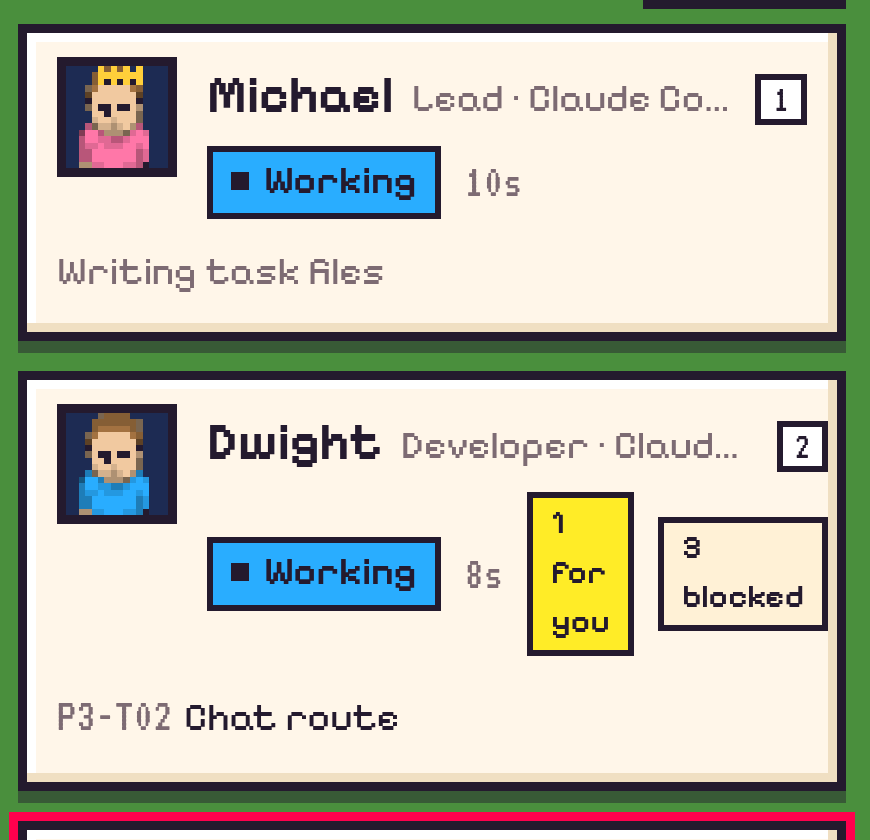 Michael Lead · Claude Co... 1
Working 10s
Writing task files
Dwight Developer · Claud... 2
Working 8s
1
for
you
3
blocked
P3-T02 Chat route